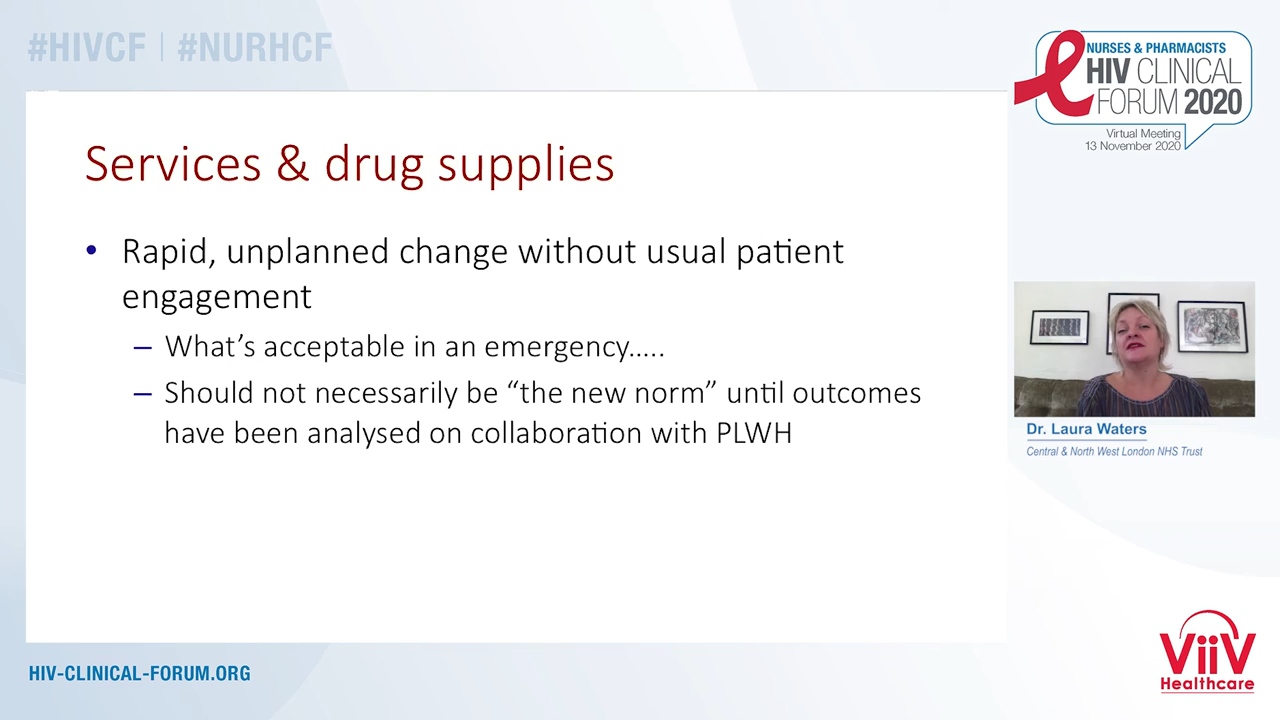 #HIVCF | #NURHCF
NURSES & PHARMACISTS
HIV CLINICAL
FORUM 2020
Virtual Meeting
13 November 2020
Services & drug supplies
• Rapid, unplanned change without usual patient
engagement
– What’s acceptable in an emergency…..
– Should not necessarily be “the new norm” until outcomes
have been analysed on collaboration with PLWH
Dr. Laura Waters
Central & North West London NHS Trust
HIV-CLINICAL-FORUM.ORG
ViiV
Healthcare